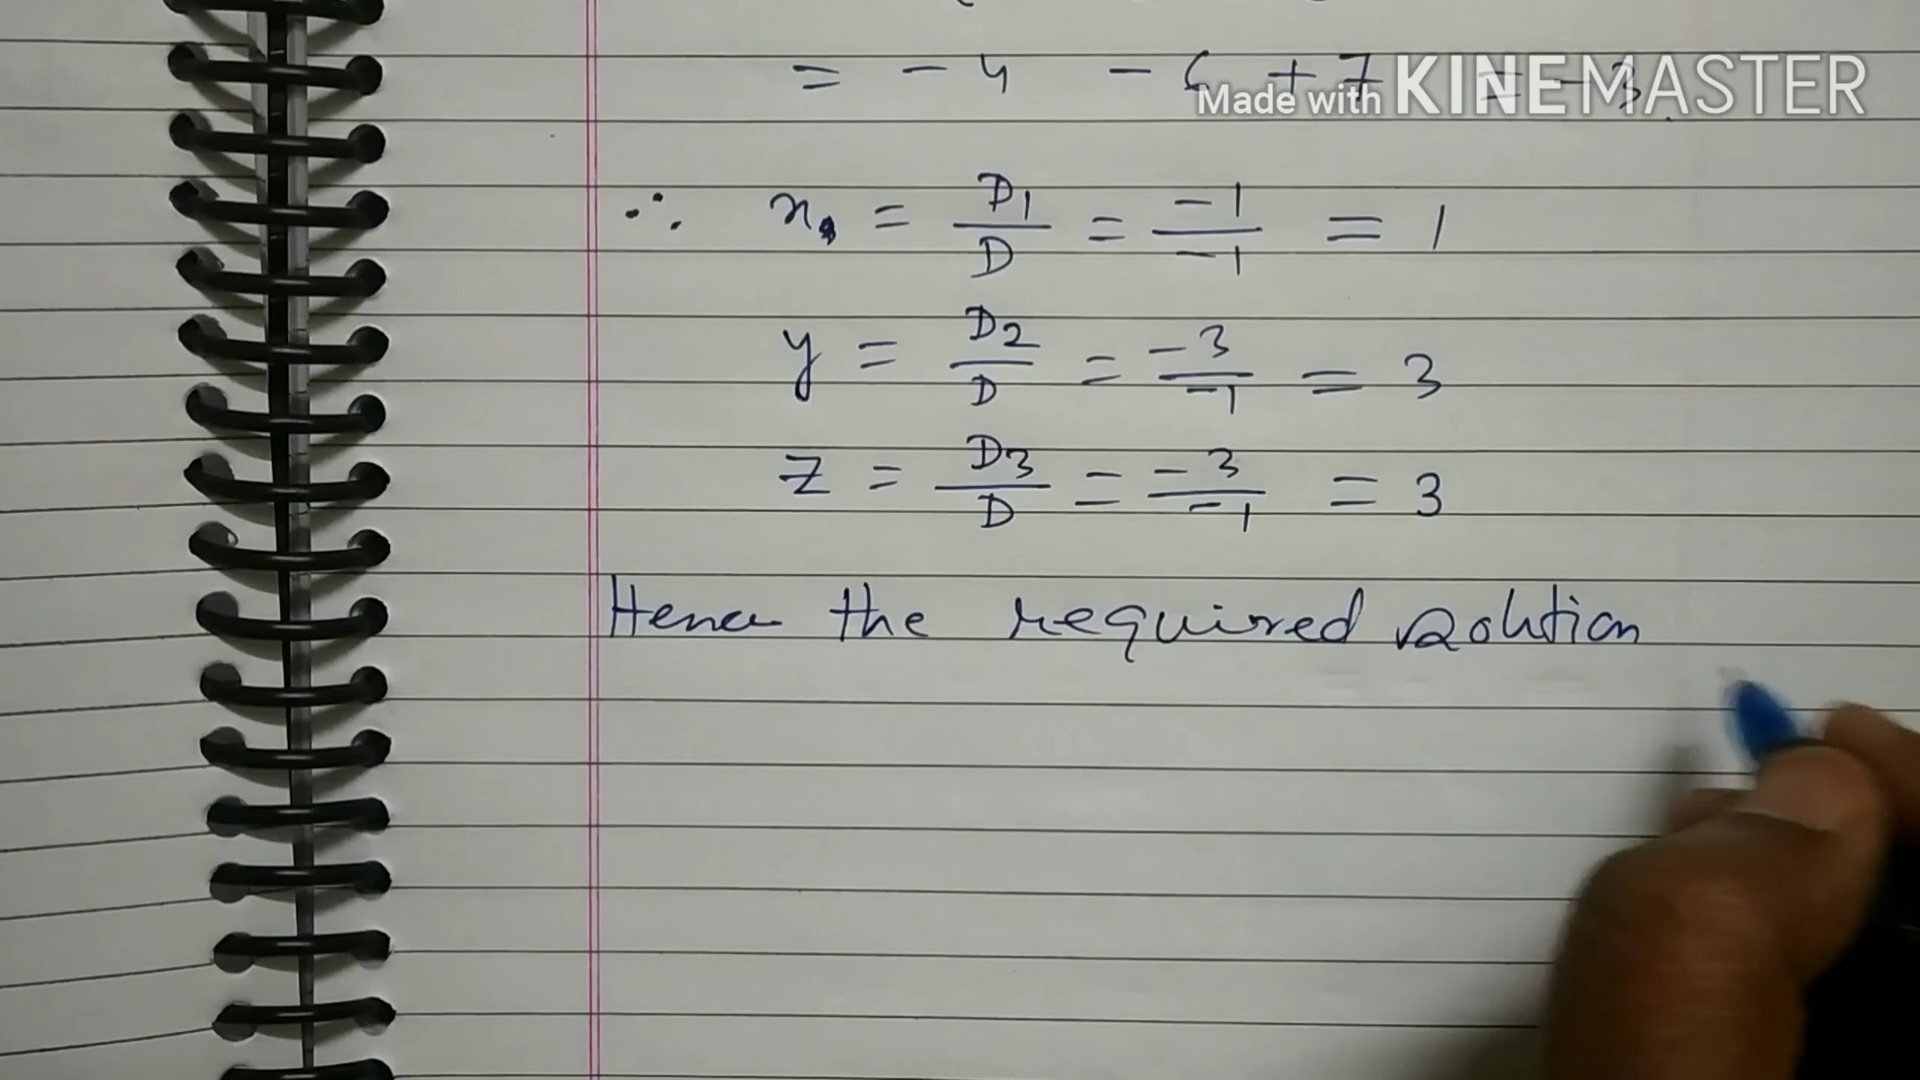 = - 4 - 6 + 7 = - 3
Made with KINEMASTER
∴ x = D1/D = -1/-1 = 1
y = D2/D = -3/-1 = 3
z = D3/D = -3/-1 = 3
Hence the required solution